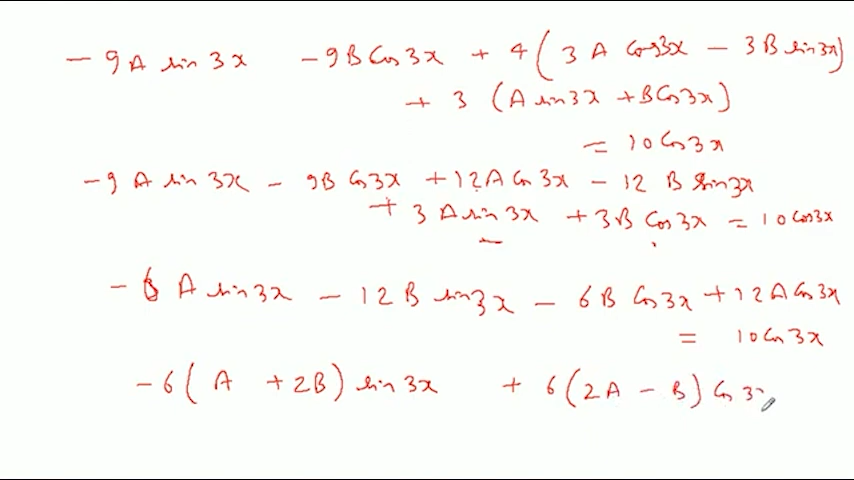 - 9A sin 3x - 9B Cos 3x + 4 ( 3 A Cos 3x - 3B sin 3x)
+ 3 (A sin 3x + B Cos 3x)
= 10 Cos 3x
- 9 A sin 3x - 9B Cos 3x + 12A Cos 3x - 12 B Sin 3x
+ 3 A sin 3x + 3B Cos 3x = 10 Cos 3x
- 6 A sin 3x - 12 B sin 3x - 6B Cos 3x + 12A Cos 3x
= 10 Cos 3x
- 6 ( A + 2B) sin 3x + 6 (2A - B) Cos 3x